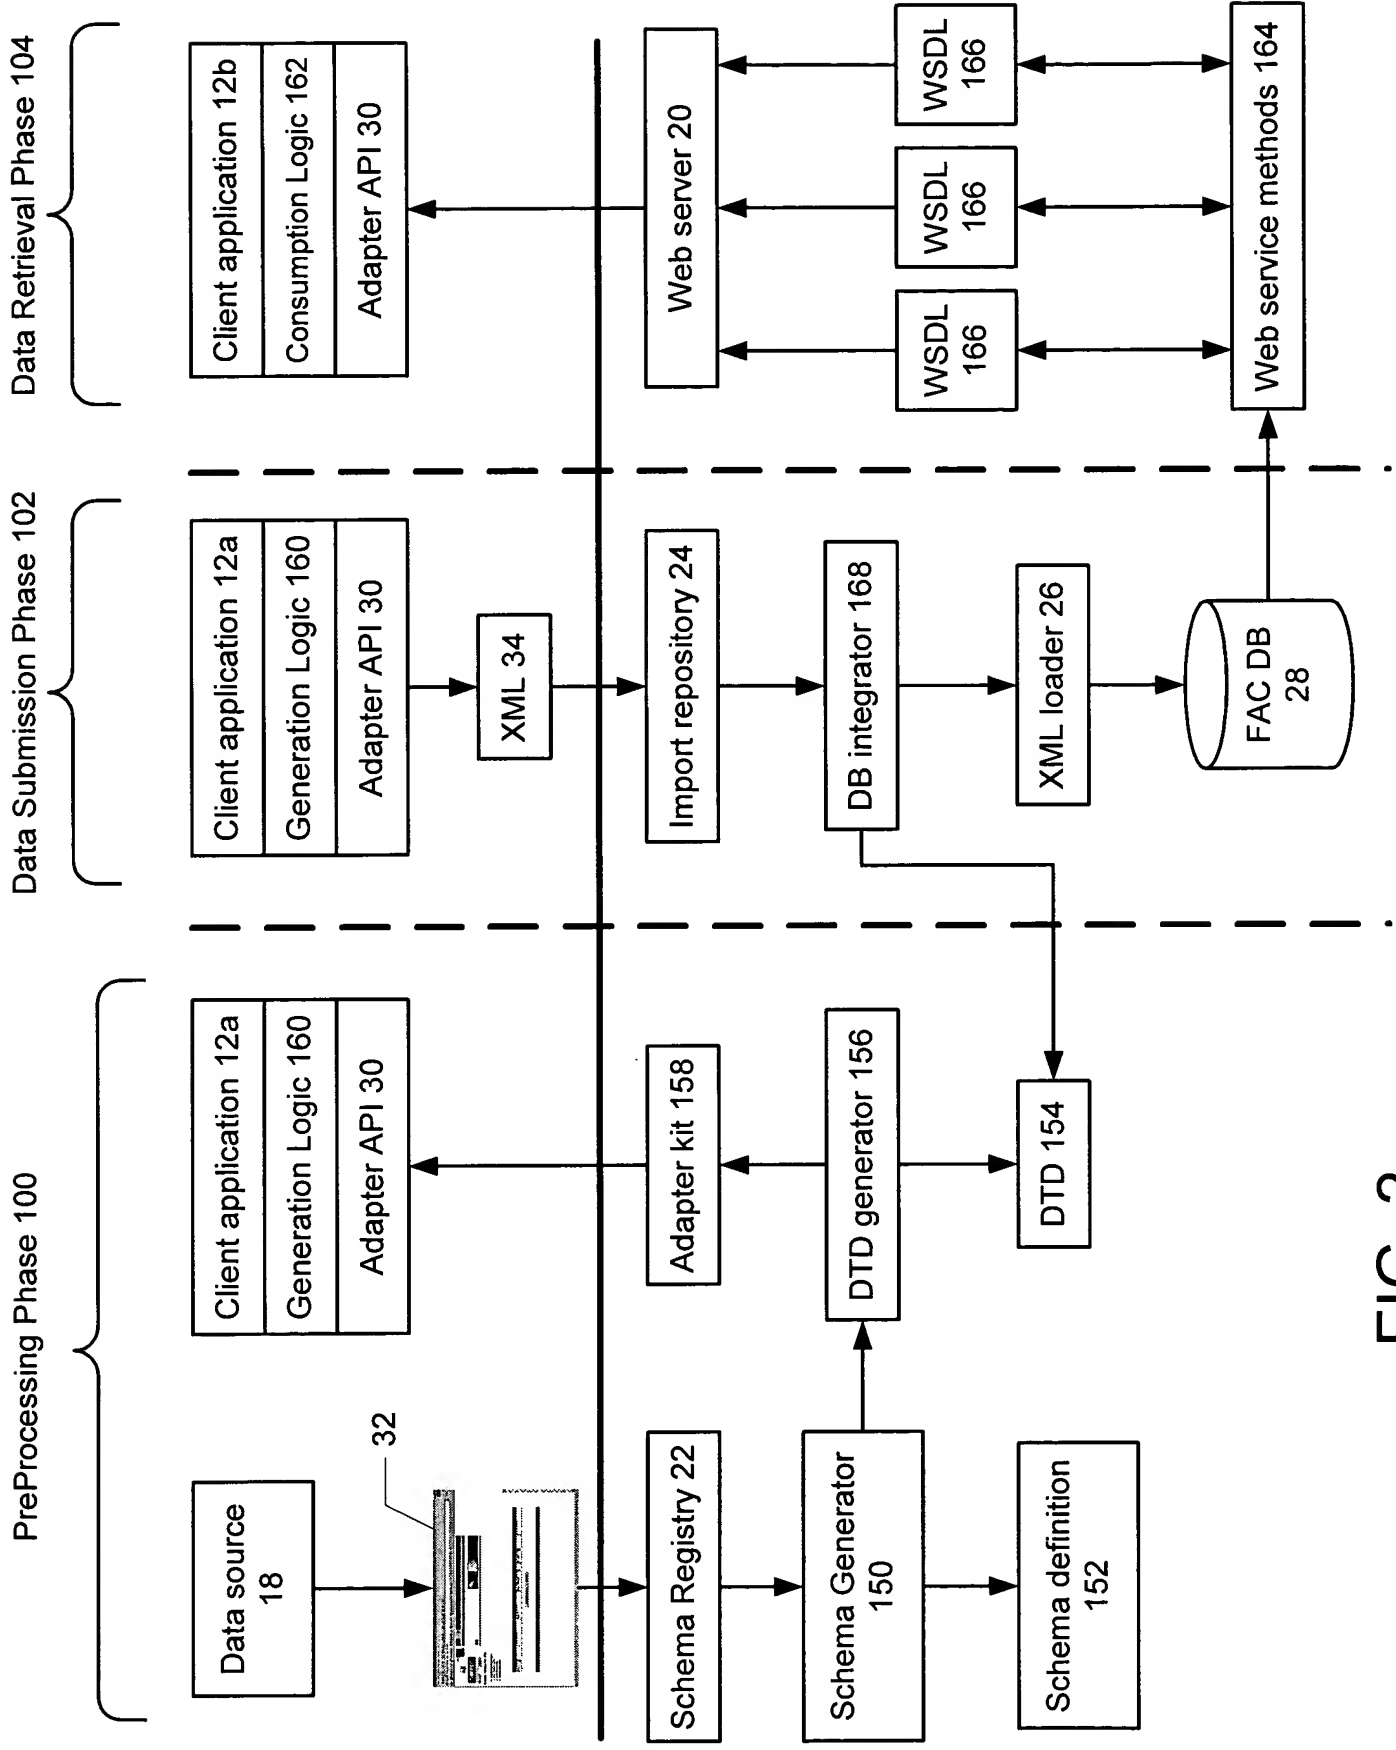 PreProcessing Phase 100
Data Submission Phase 102
Data Retrieval Phase 104
Data source
18
32
Client application 12a
Generation Logic 160
Adapter API 30
Client application 12a
Generation Logic 160
Adapter API 30
XML 34
Client application 12b
Consumption Logic 162
Adapter API 30
Schema Registry 22
Adapter kit 158
Import repository 24
Web server 20
Schema Generator
150
DTD generator 156
DB integrator 168
WSDL
166
WSDL
166
WSDL
166
Schema definition
152
DTD 154
XML loader 26
FAC DB
28
Web service methods 164